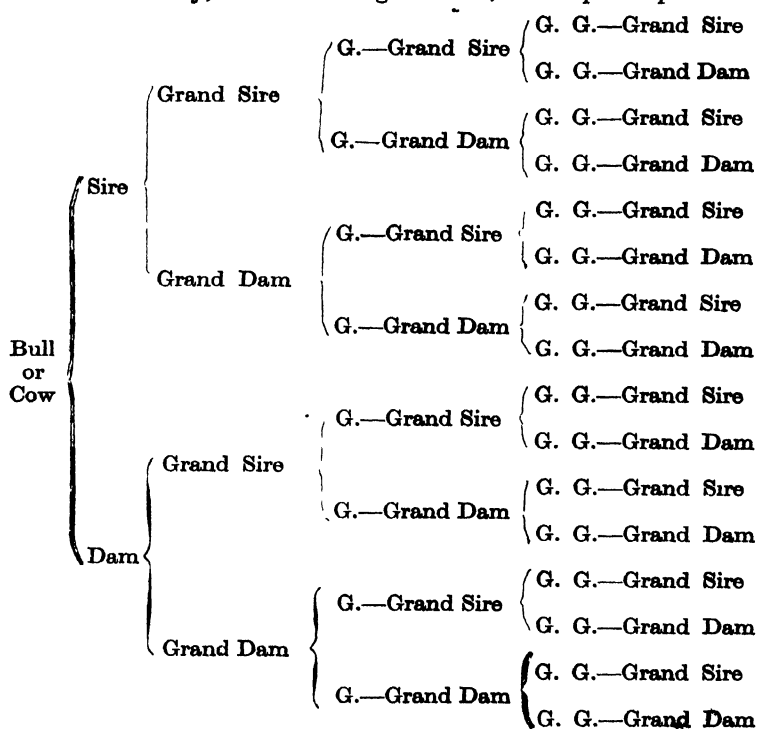 G. G.—Grand Sire
G.—Grand Sire
G. G.—Grand Dam
Grand Sire
G. G.—Grand Sire
G.—Grand Dam
G. G.—Grand Dam
Sire
G. G.—Grand Sire
G.—Grand Sire
G. G.—Grand Dam
Grand Dam
G. G.—Grand Sire
G.—Grand Dam
G. G.—Grand Dam
Bull
or
Cow
G. G.—Grand Sire
G.—Grand Sire
G. G.—Grand Dam
Grand Sire
G. G.—Grand Sire
G.—Grand Dam
G. G.—Grand Dam
Dam
G. G.—Grand Sire
G.—Grand Sire
G. G.—Grand Dam
Grand Dam
G. G.—Grand Sire
G.—Grand Dam
G. G.—Grand Dam